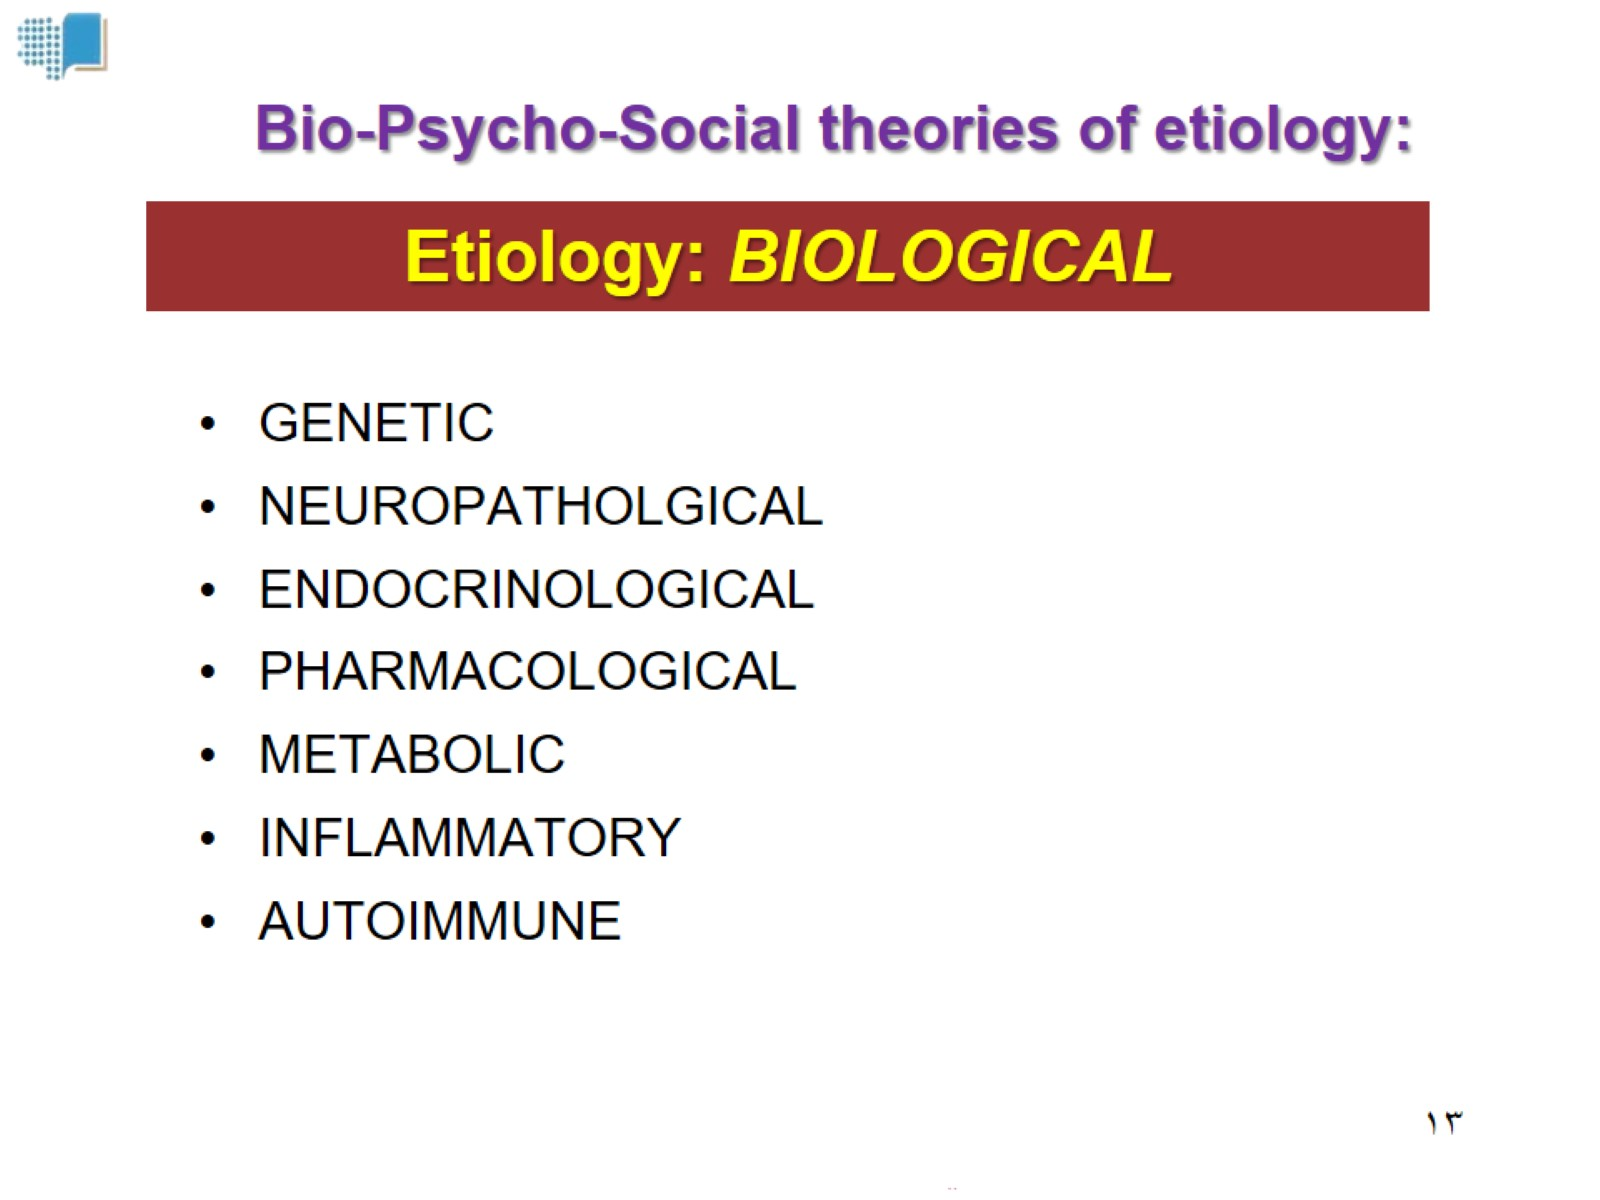 Bio-Psycho-Social theories of etiology:
Etiology: BIOLOGICAL
• GENETIC
• NEUROPATHOLGICAL
• ENDOCRINOLOGICAL
• PHARMACOLOGICAL
• METABOLIC
• INFLAMMATORY
• AUTOIMMUNE
١٣